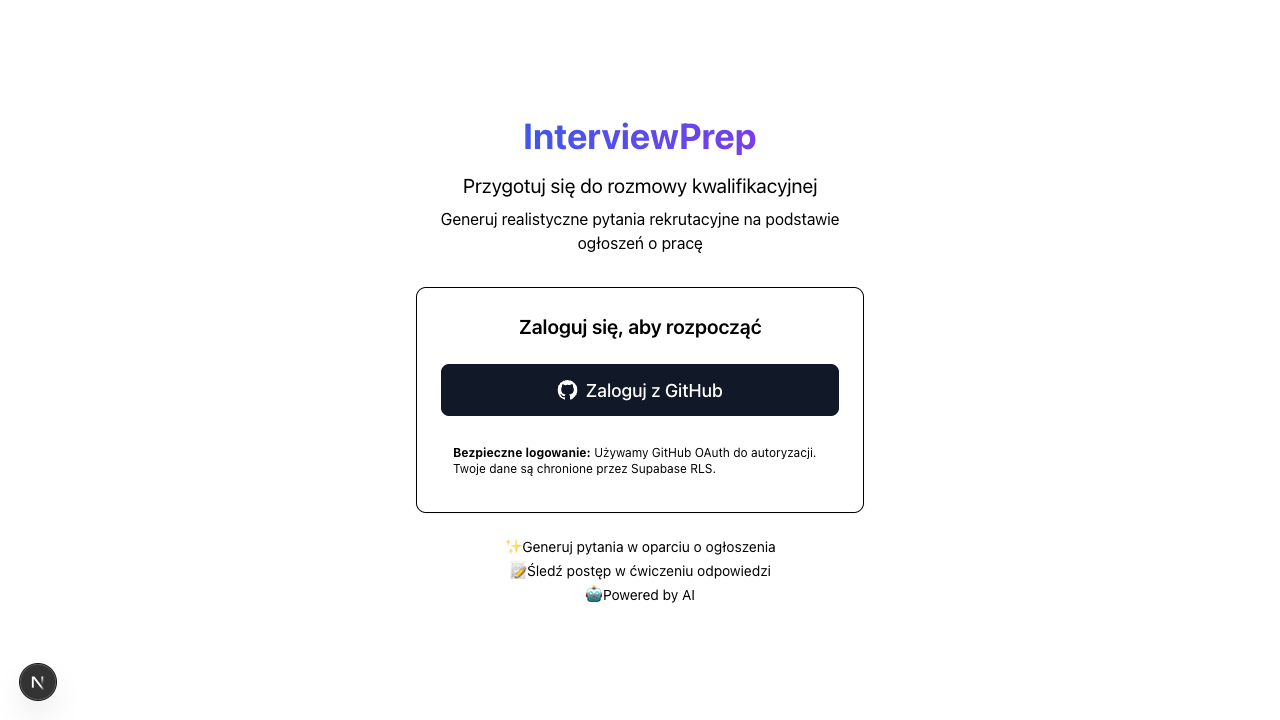 InterviewPrep
Przygotuj się do rozmowy kwalifikacyjnej
Generuj realistyczne pytania rekrutacyjne na podstawie
ogłoszeń o pracę
Zaloguj się, aby rozpocząć
Zaloguj z GitHub
Bezpieczne logowanie: Używamy GitHub OAuth do autoryzacji.
Twoje dane są chronione przez Supabase RLS.
✨Generuj pytania w oparciu o ogłoszenia
📝Śledź postęp w ćwiczeniu odpowiedzi
🤖Powered by AI
N